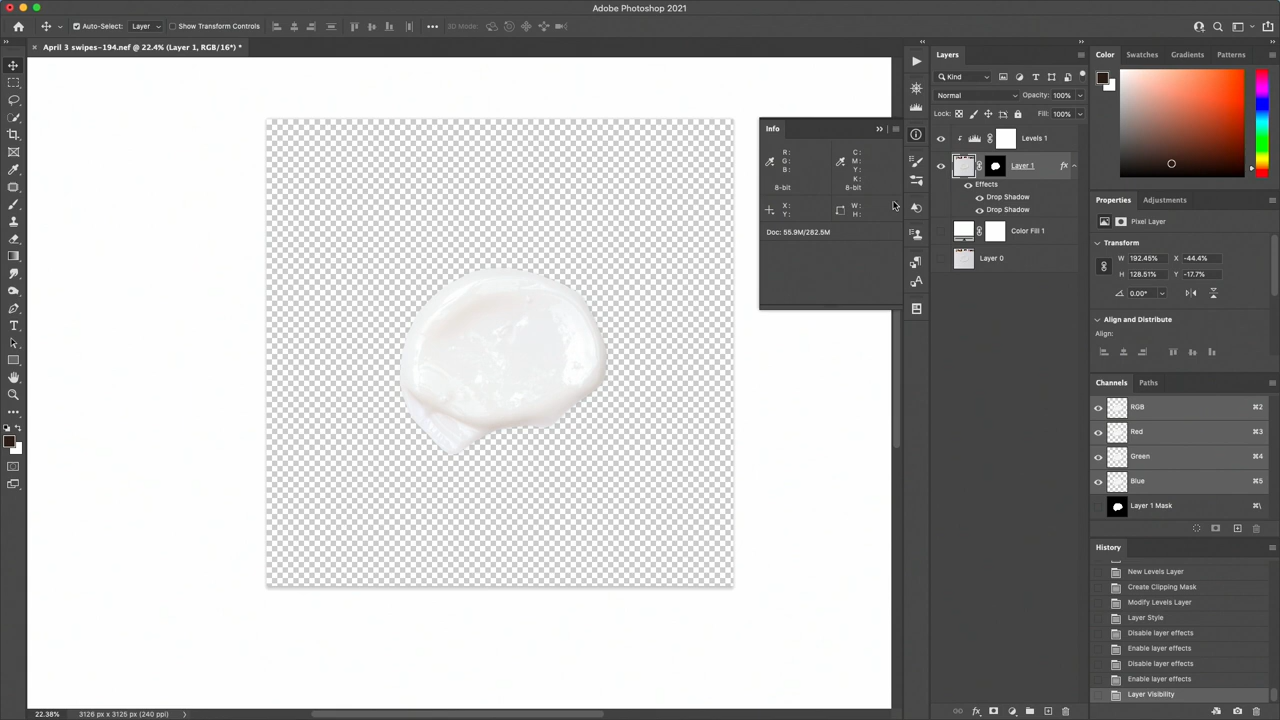 Adobe Photoshop 2021
Auto-Select: Layer Show Transform Controls 3D Mode:
April 3 swipes-194.nef @ 22.4% (Layer 1, RGB/16*) *
Info
R:
G:
B:
8-bit
C:
M:
Y:
K:
8-bit
X:
Y:
W:
H:
Doc: 55.9M/282.5M
Layers
Kind
Normal Opacity: 100%
Lock: Fill: 100%
Levels 1
Layer 1 fx
Effects
Drop Shadow
Drop Shadow
Color Fill 1
Layer 0
Color Swatches Gradients Patterns
Properties Adjustments
Pixel Layer
Transform
W 192.45% X -44.4%
H 128.51% Y -17.7%
0.00°
Align and Distribute
Align:
Channels Paths
RGB ⌘2
Red ⌘3
Green ⌘4
Blue ⌘5
Layer 1 Mask ⌘\
History
New Levels Layer
Create Clipping Mask
Modify Levels Layer
Layer Style
Disable layer effects
Enable layer effects
Disable layer effects
Enable layer effects
Layer Visibility
22.38% 3126 px x 3125 px (240 ppi)
fx